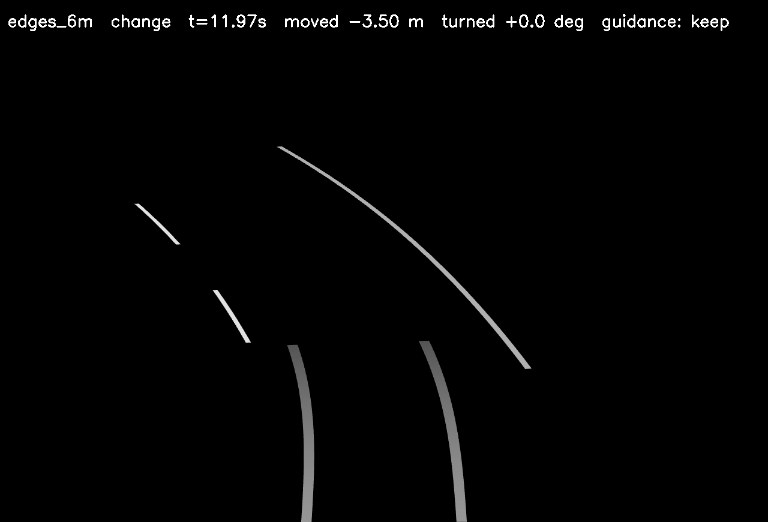 edges_6m change t=11.97s moved −3.50 m turned +0.0 deg guidance: keep